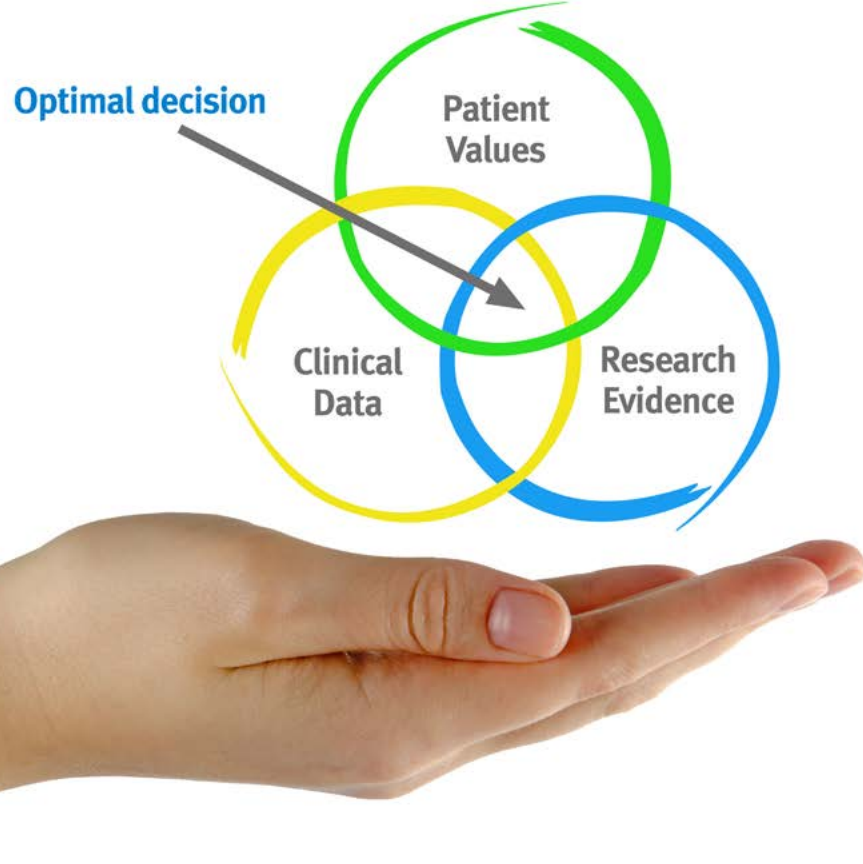 Optimal decision
Patient
Values
Clinical
Data
Research
Evidence